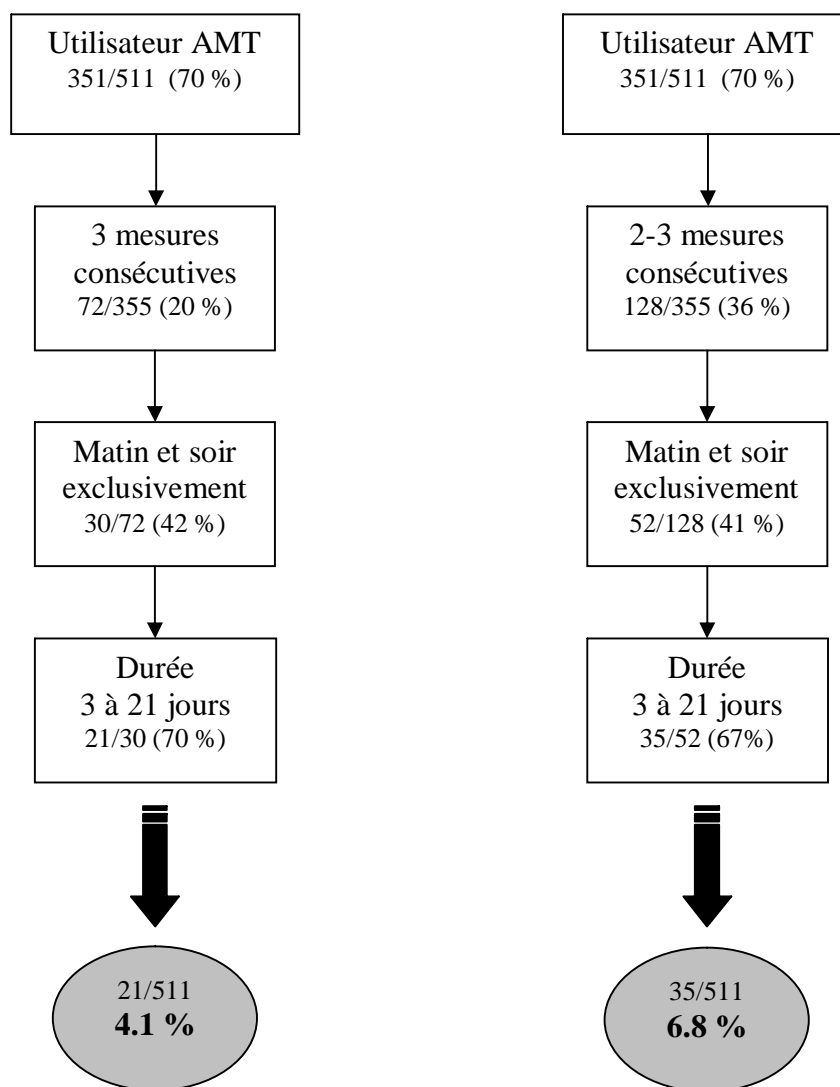 Utilisateur AMT
351/511 (70 %)
3 mesures
consécutives
72/355 (20 %)
Matin et soir
exclusivement
30/72 (42 %)
Durée
3 à 21 jours
21/30 (70 %)
21/511
4.1 %
Utilisateur AMT
351/511 (70 %)
2-3 mesures
consécutives
128/355 (36 %)
Matin et soir
exclusivement
52/128 (41 %)
Durée
3 à 21 jours
35/52 (67%)
35/511
6.8 %